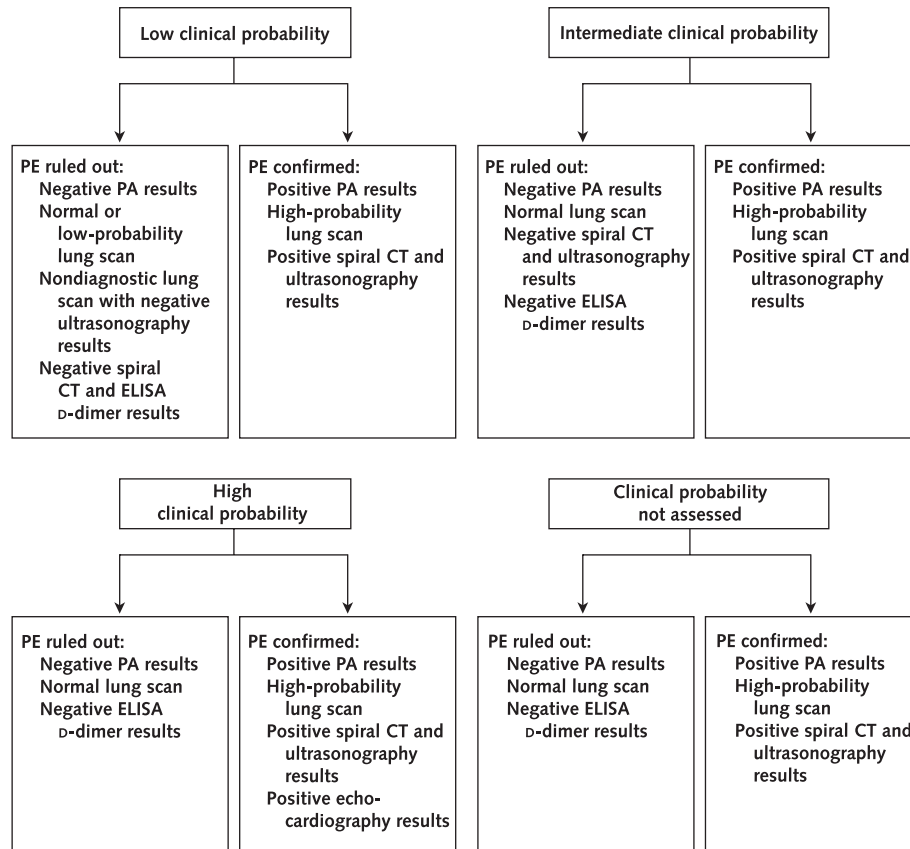 Low clinical probability
PE ruled out:
Negative PA results
Normal or
low-probability
lung scan
Nondiagnostic lung
scan with negative
ultrasonography
results
Negative spiral
CT and ELISA
D-dimer results
PE confirmed:
Positive PA results
High-probability
lung scan
Positive spiral CT and
ultrasonography
results
Intermediate clinical probability
PE ruled out:
Negative PA results
Normal lung scan
Negative spiral CT
and ultrasonography
results
Negative ELISA
D-dimer results
PE confirmed:
Positive PA results
High-probability
lung scan
Positive spiral CT and
ultrasonography
results
High
clinical probability
PE ruled out:
Negative PA results
Normal lung scan
Negative ELISA
D-dimer results
PE confirmed:
Positive PA results
High-probability
lung scan
Positive spiral CT and
ultrasonography
results
Positive echo-
cardiography results
Clinical probability
not assessed
PE ruled out:
Negative PA results
Normal lung scan
Negative ELISA
D-dimer results
PE confirmed:
Positive PA results
High-probability
lung scan
Positive spiral CT and
ultrasonography
results